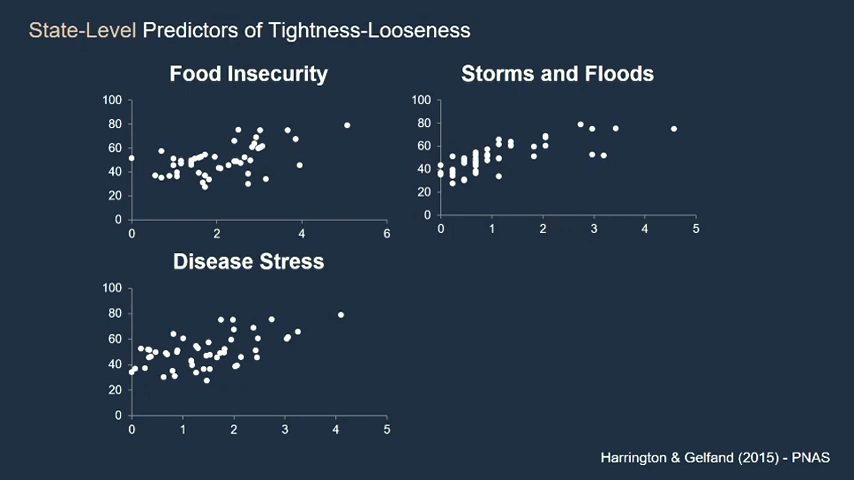 State-Level Predictors of Tightness-Looseness
Food Insecurity
100
80
60
40
20
0
0 2 4 6
Storms and Floods
100
80
60
40
20
0
0 1 2 3 4 5
Disease Stress
100
80
60
40
20
0
0 1 2 3 4 5
Harrington & Gelfand (2015) - PNAS